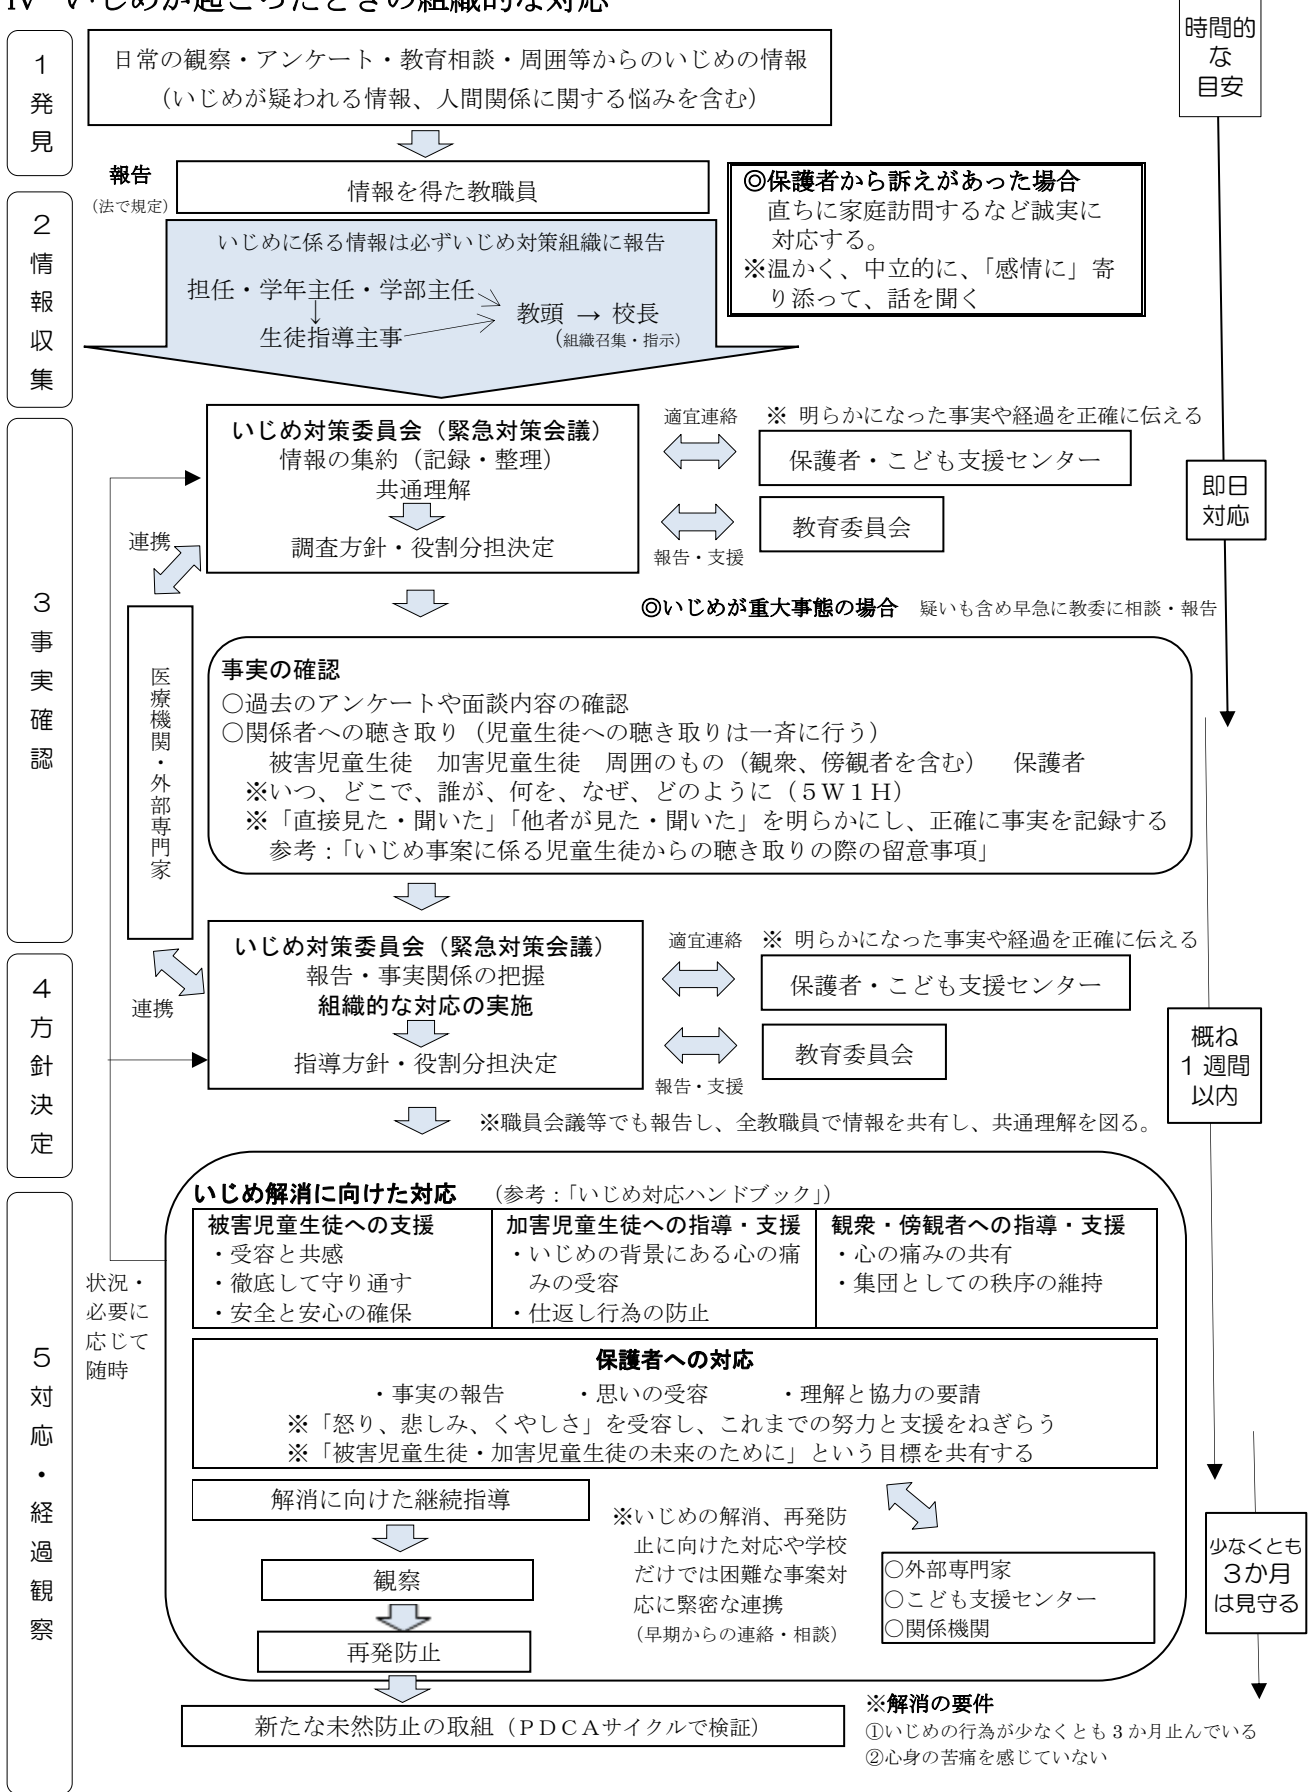 Ⅳ いじめが起こったときの組織的な対応
時間的
な
目安
1
発
見
日常の観察・アンケート・教育相談・周囲等からのいじめの情報
(いじめが疑われる情報、人間関係に関する悩みを含む)
2
情
報
収
集
報告
(法で規定)
情報を得た教職員
いじめに係る情報は必ずいじめ対策組織に報告
担任・学年主任・学部主任
↓
生徒指導主事
教頭 → 校長
(組織召集・指示)
◎保護者から訴えがあった場合
直ちに家庭訪問するなど誠実に
対応する。
※温かく、中立的に、「感情に」寄
り添って、話を聞く
3
事
実
確
認
いじめ対策委員会(緊急対策会議)
情報の集約(記録・整理)
共通理解
調査方針・役割分担決定
適宜連絡 ※ 明らかになった事実や経過を正確に伝える
保護者・こども支援センター
教育委員会
報告・支援
即日
対応
連携
医療機関・外部専門家
◎いじめが重大事態の場合 疑いも含め早急に教委に相談・報告
事実の確認
○過去のアンケートや面談内容の確認
○関係者への聴き取り(児童生徒への聴き取りは一斉に行う)
被害児童生徒 加害児童生徒 周囲のもの(観衆、傍観者を含む) 保護者
※いつ、どこで、誰が、何を、なぜ、どのように(5W1H)
※「直接見た・聞いた」「他者が見た・聞いた」を明らかにし、正確に事実を記録する
参考:「いじめ事案に係る児童生徒からの聴き取りの際の留意事項」
4
方
針
決
定
いじめ対策委員会(緊急対策会議)
報告・事実関係の把握
組織的な対応の実施
指導方針・役割分担決定
適宜連絡 ※ 明らかになった事実や経過を正確に伝える
保護者・こども支援センター
教育委員会
報告・支援
連携
概ね
1週間
以内
※職員会議等でも報告し、全教職員で情報を共有し、共通理解を図る。
5
対
応
・
経
過
観
察
状況・
必要に
応じて
随時
いじめ解消に向けた対応 (参考:「いじめ対応ハンドブック」)
被害児童生徒への支援
・受容と共感
・徹底して守り通す
・安全と安心の確保
加害児童生徒への指導・支援
・いじめの背景にある心の痛
みの受容
・仕返し行為の防止
観衆・傍観者への指導・支援
・心の痛みの共有
・集団としての秩序の維持
保護者への対応
・事実の報告 ・思いの受容 ・理解と協力の要請
※「怒り、悲しみ、くやしさ」を受容し、これまでの努力と支援をねぎらう
※「被害児童生徒・加害児童生徒の未来のために」という目標を共有する
解消に向けた継続指導
観察
再発防止
※いじめの解消、再発防
止に向けた対応や学校
だけでは困難な事案対
応に緊密な連携
(早期からの連絡・相談)
○外部専門家
○こども支援センター
○関係機関
少なくとも
3か月
は見守る
新たな未然防止の取組(PDCAサイクルで検証)
※解消の要件
①いじめの行為が少なくとも3か月止んでいる
②心身の苦痛を感じていない